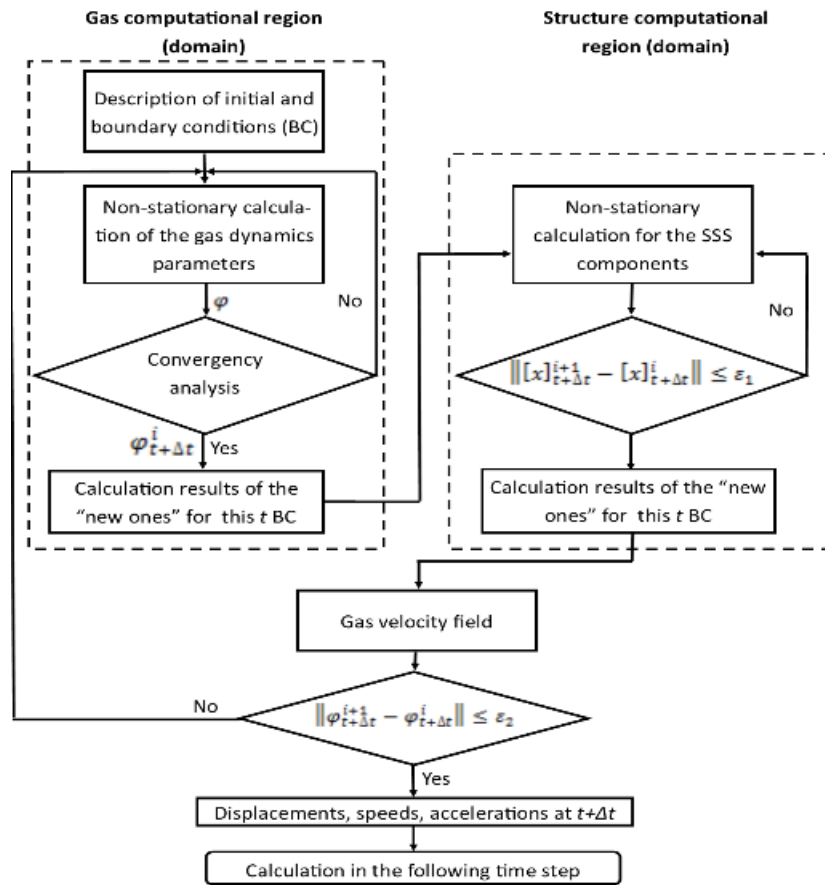 Gas computational region
(domain)
Description of initial and
boundary conditions (BC)
Non-stationary calcula-
tion of the gas dynamics
parameters
φ
No
Convergency
analysis
φ^i_{t+Δt}
Yes
Calculation results of the
“new ones” for this t BC
Structure computational
region (domain)
Non-stationary
calculation for the SSS
components
No
‖[x]^{i+1}_{t+Δt} − [x]^i_{t+Δt}‖ ≤ ε₁
Calculation results of the “new
ones” for this t BC
Gas velocity field
No
‖φ^{i+1}_{t+Δt} − φ^i_{t+Δt}‖ ≤ ε₂
Yes
Displacements, speeds, accelerations at t+Δt
Calculation in the following time step